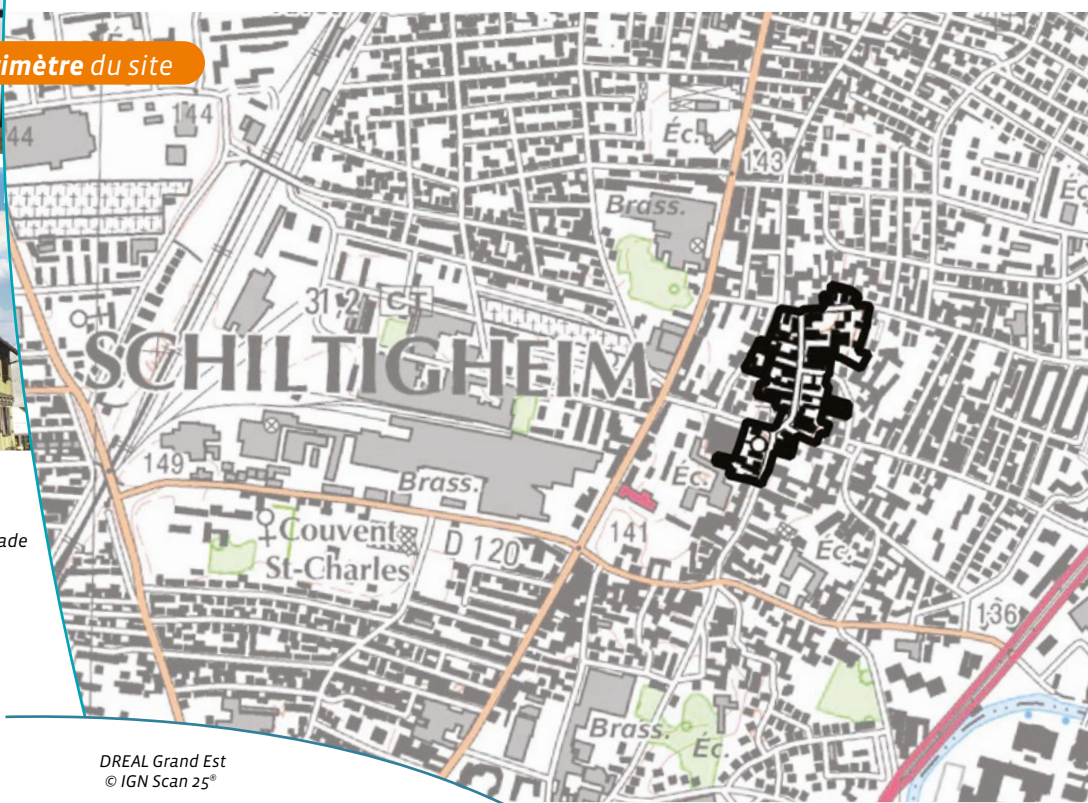 imètre du site
144
44
Éc.
143
Brass.
Éc
31·2
CT
SCHILTIGHEIM
149
Brass.
Éc.
ade
Couvent
St-Charles
D 120
141
Éc.
136
Brass.
Éc.
DREAL Grand Est
© IGN Scan 25®